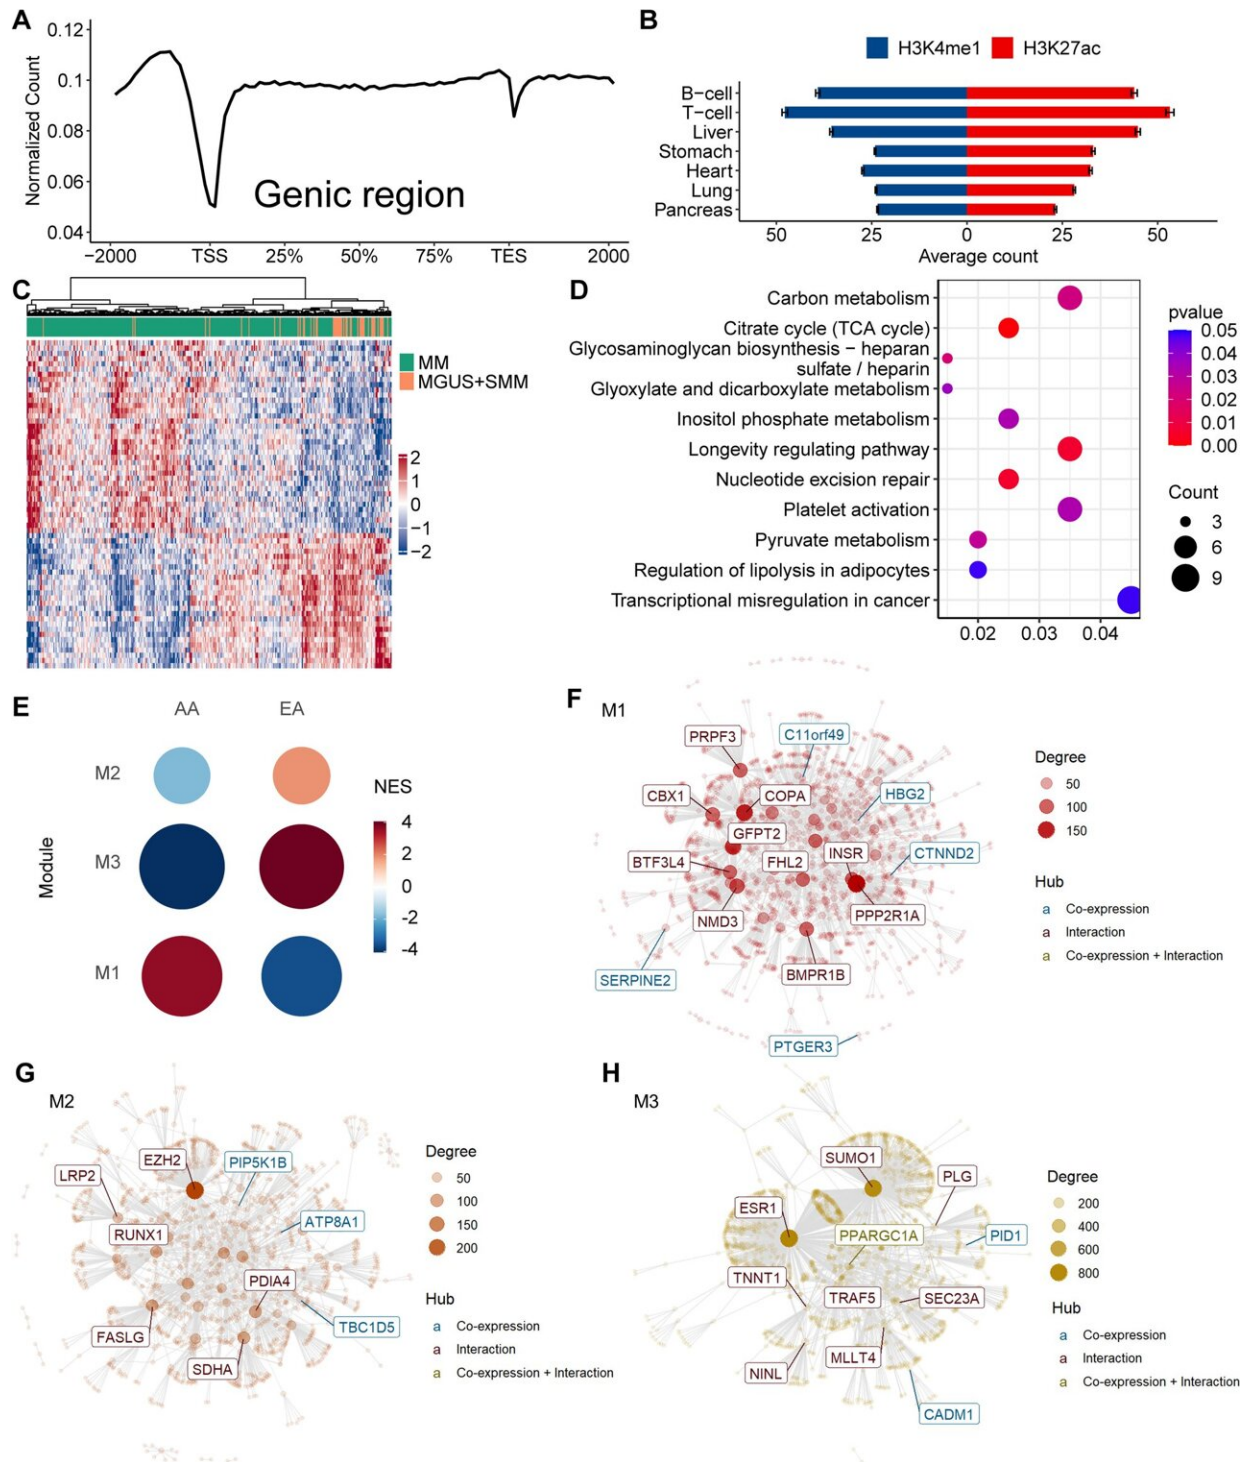 A
0.12
0.1
0.08
0.06
0.04
Normalized Count
Genic region
−2000
TSS
25%
50%
75%
TES
2000
B
H3K4me1
H3K27ac
B−cell
T−cell
Liver
Stomach
Heart
Lung
Pancreas
50
25
0
25
50
Average count
C
MM
MGUS+SMM
2
1
0
−1
−2
D
Carbon metabolism
Citrate cycle (TCA cycle)
Glycosaminoglycan biosynthesis − heparan
sulfate / heparin
Glyoxylate and dicarboxylate metabolism
Inositol phosphate metabolism
Longevity regulating pathway
Nucleotide excision repair
Platelet activation
Pyruvate metabolism
Regulation of lipolysis in adipocytes
Transcriptional misregulation in cancer
0.02
0.03
0.04
pvalue
0.05
0.04
0.03
0.02
0.01
0.00
Count
3
6
9
E
AA
EA
M2
M3
M1
Module
NES
4
2
0
-2
-4
F
M1
PRPF3
C11orf49
CBX1
COPA
HBG2
GFPT2
BTF3L4
FHL2
INSR
CTNND2
NMD3
PPP2R1A
SERPINE2
BMPR1B
PTGER3
Degree
50
100
150
Hub
a Co-expression
a Interaction
a Co-expression + Interaction
G
M2
EZH2
PIP5K1B
LRP2
ATP8A1
RUNX1
PDIA4
TBC1D5
FASLG
SDHA
Degree
50
100
150
200
Hub
a Co-expression
a Interaction
a Co-expression + Interaction
H
M3
SUMO1
PLG
ESR1
PPARGC1A
PID1
TNNT1
TRAF5
SEC23A
NINL
MLLT4
CADM1
Degree
200
400
600
800
Hub
a Co-expression
a Interaction
a Co-expression + Interaction